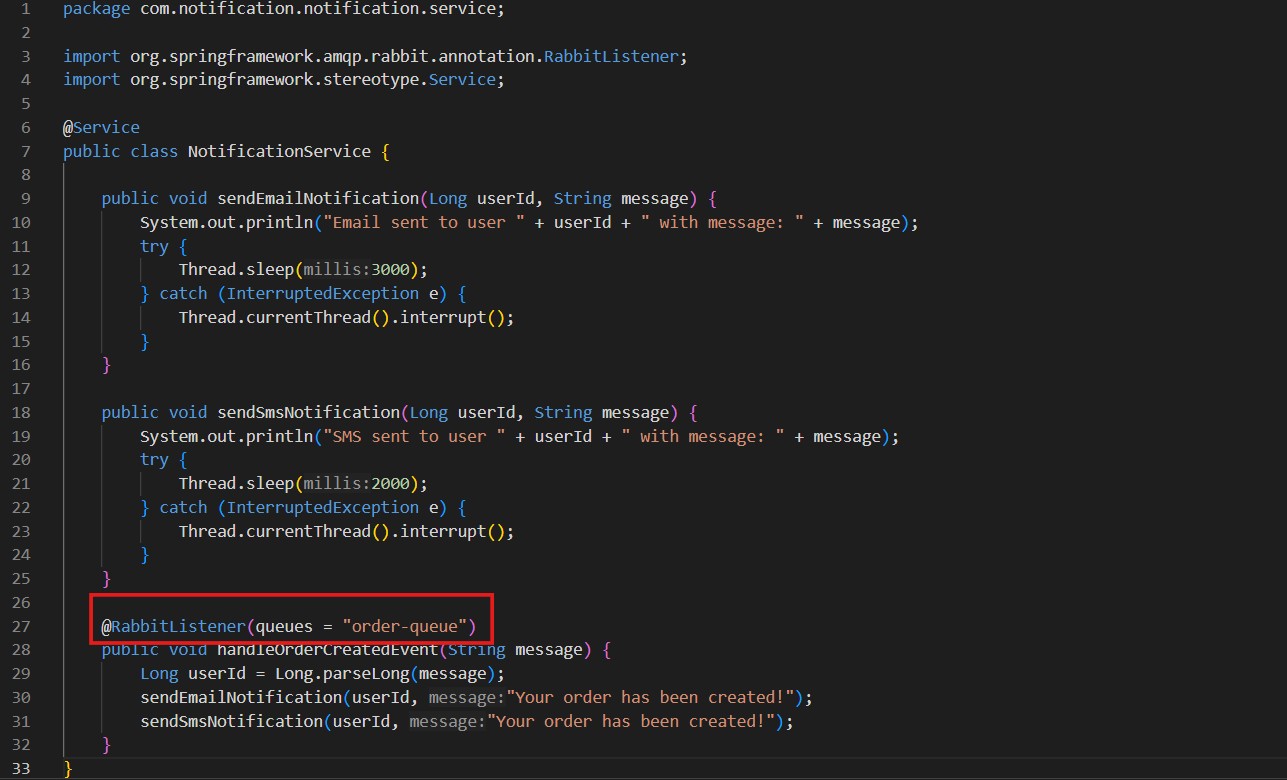 1 package com.notification.notification.service;
2
3 import org.springframework.amqp.rabbit.annotation.RabbitListener;
4 import org.springframework.stereotype.Service;
5
6 @Service
7 public class NotificationService {
8
9 public void sendEmailNotification(Long userId, String message) {
10 System.out.println("Email sent to user " + userId + " with message: " + message);
11 try {
12 Thread.sleep(millis:3000);
13 } catch (InterruptedException e) {
14 Thread.currentThread().interrupt();
15 }
16 }
17
18 public void sendSmsNotification(Long userId, String message) {
19 System.out.println("SMS sent to user " + userId + " with message: " + message);
20 try {
21 Thread.sleep(millis:2000);
22 } catch (InterruptedException e) {
23 Thread.currentThread().interrupt();
24 }
25 }
26
27 @RabbitListener(queues = "order-queue")
28 public void handleOrderCreatedEvent(String message) {
29 Long userId = Long.parseLong(message);
30 sendEmailNotification(userId, message:"Your order has been created!");
31 sendSmsNotification(userId, message:"Your order has been created!");
32 }
33 }